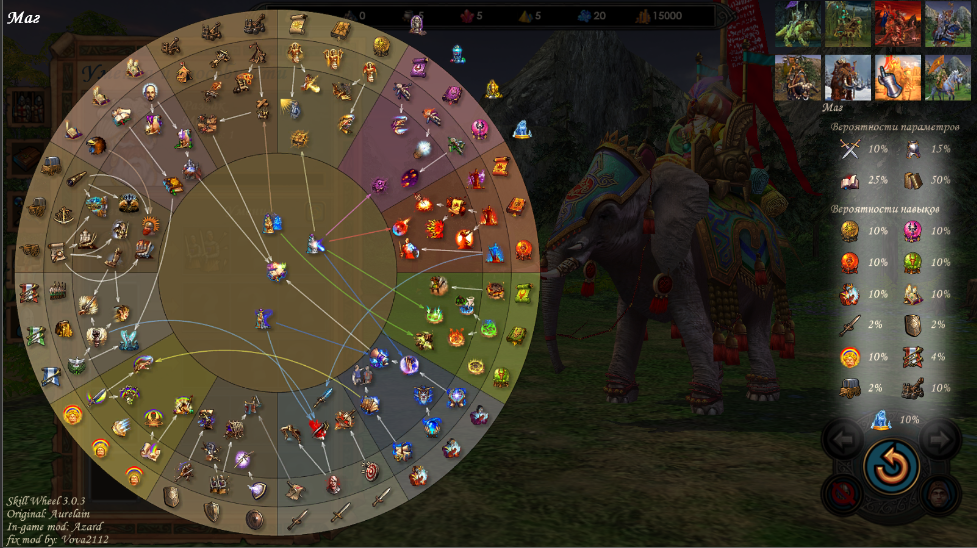 Маг
0
5
5
5
20
15000
Маг
Вероятности параметров
10% 15%
25% 50%
Вероятности навыков
10% 10%
10% 10%
10% 10%
2% 2%
10% 4%
2% 10%
10%
Skill Wheel 3.0.3
Original: Aurelain
In-game mod: Azard
fix mod by: Vova2112